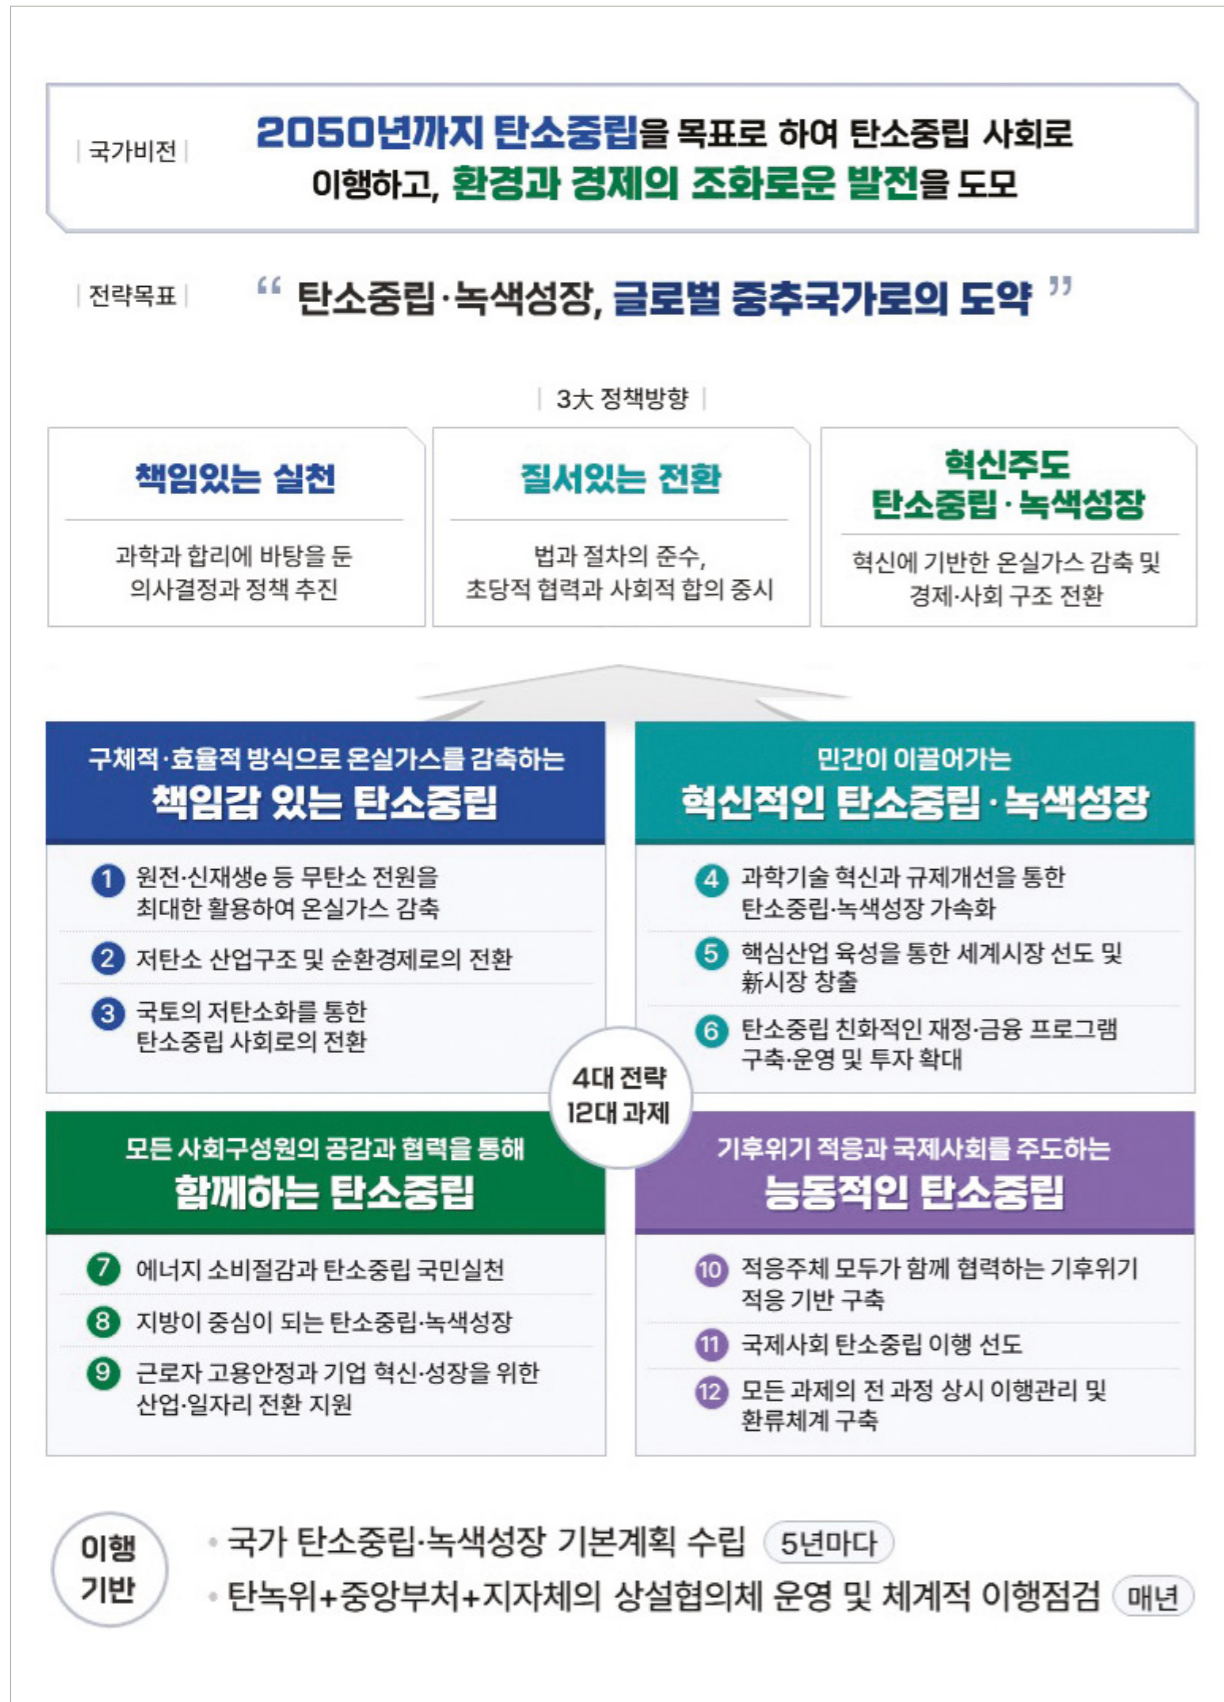 국가비전
2050년까지 탄소중립을 목표로 하여 탄소중립 사회로
이행하고, 환경과 경제의 조화로운 발전을 도모
전략목표
“ 탄소중립·녹색성장, 글로벌 중추국가로의 도약 ”
3大 정책방향
책임있는 실천
과학과 합리에 바탕을 둔
의사결정과 정책 추진
질서있는 전환
법과 절차의 준수,
초당적 협력과 사회적 합의 중시
혁신주도
탄소중립·녹색성장
혁신에 기반한 온실가스 감축 및
경제·사회 구조 전환
구체적·효율적 방식으로 온실가스를 감축하는
책임감 있는 탄소중립
1 원전·신재생e 등 무탄소 전원을
최대한 활용하여 온실가스 감축
2 저탄소 산업구조 및 순환경제로의 전환
3 국토의 저탄소화를 통한
탄소중립 사회로의 전환
민간이 이끌어가는
혁신적인 탄소중립·녹색성장
4 과학기술 혁신과 규제개선을 통한
탄소중립·녹색성장 가속화
5 핵심산업 육성을 통한 세계시장 선도 및
新시장 창출
6 탄소중립 친화적인 재정·금융 프로그램
구축·운영 및 투자 확대
4대 전략
12대 과제
모든 사회구성원의 공감과 협력을 통해
함께하는 탄소중립
7 에너지 소비절감과 탄소중립 국민실천
8 지방이 중심이 되는 탄소중립·녹색성장
9 근로자 고용안정과 기업 혁신·성장을 위한
산업·일자리 전환 지원
기후위기 적응과 국제사회를 주도하는
능동적인 탄소중립
10 적응주체 모두가 함께 협력하는 기후위기
적응 기반 구축
11 국제사회 탄소중립 이행 선도
12 모든 과제의 전 과정 상시 이행관리 및
환류체계 구축
이행
기반
• 국가 탄소중립·녹색성장 기본계획 수립 5년마다
• 탄녹위+중앙부처+지자체의 상설협의체 운영 및 체계적 이행점검 매년